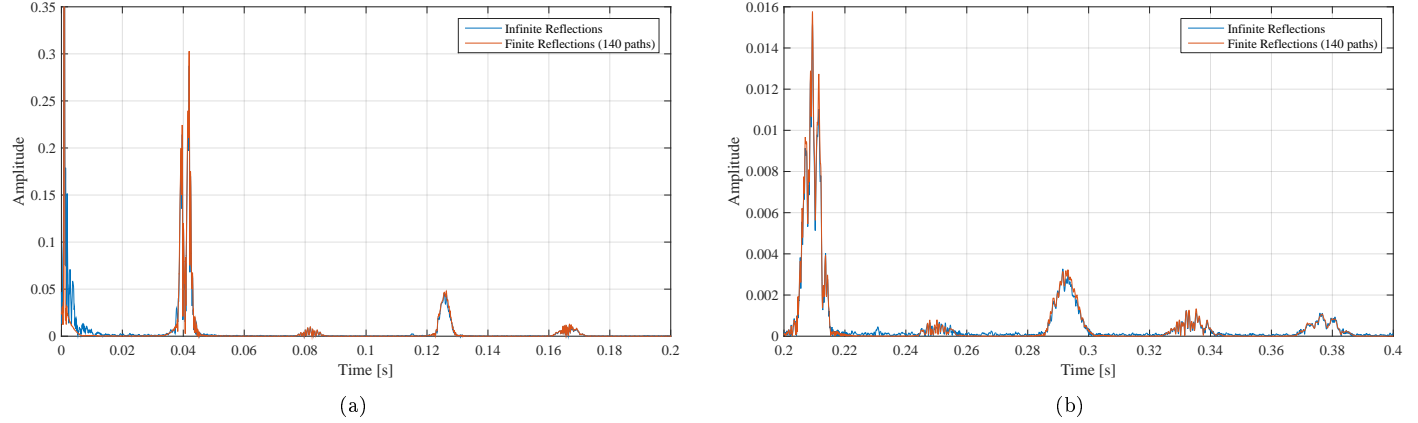 0.35
0.3
0.25
0.2
0.15
0.1
0.05
0
Amplitude
Infinite Reflections
Finite Reflections (140 paths)
0 0.02 0.04 0.06 0.08 0.1 0.12 0.14 0.16 0.18 0.2
Time [s]
(a)
0.016
0.014
0.012
0.01
0.008
0.006
0.004
0.002
0
Amplitude
Infinite Reflections
Finite Reflections (140 paths)
0.2 0.22 0.24 0.26 0.28 0.3 0.32 0.34 0.36 0.38 0.4
Time [s]
(b)